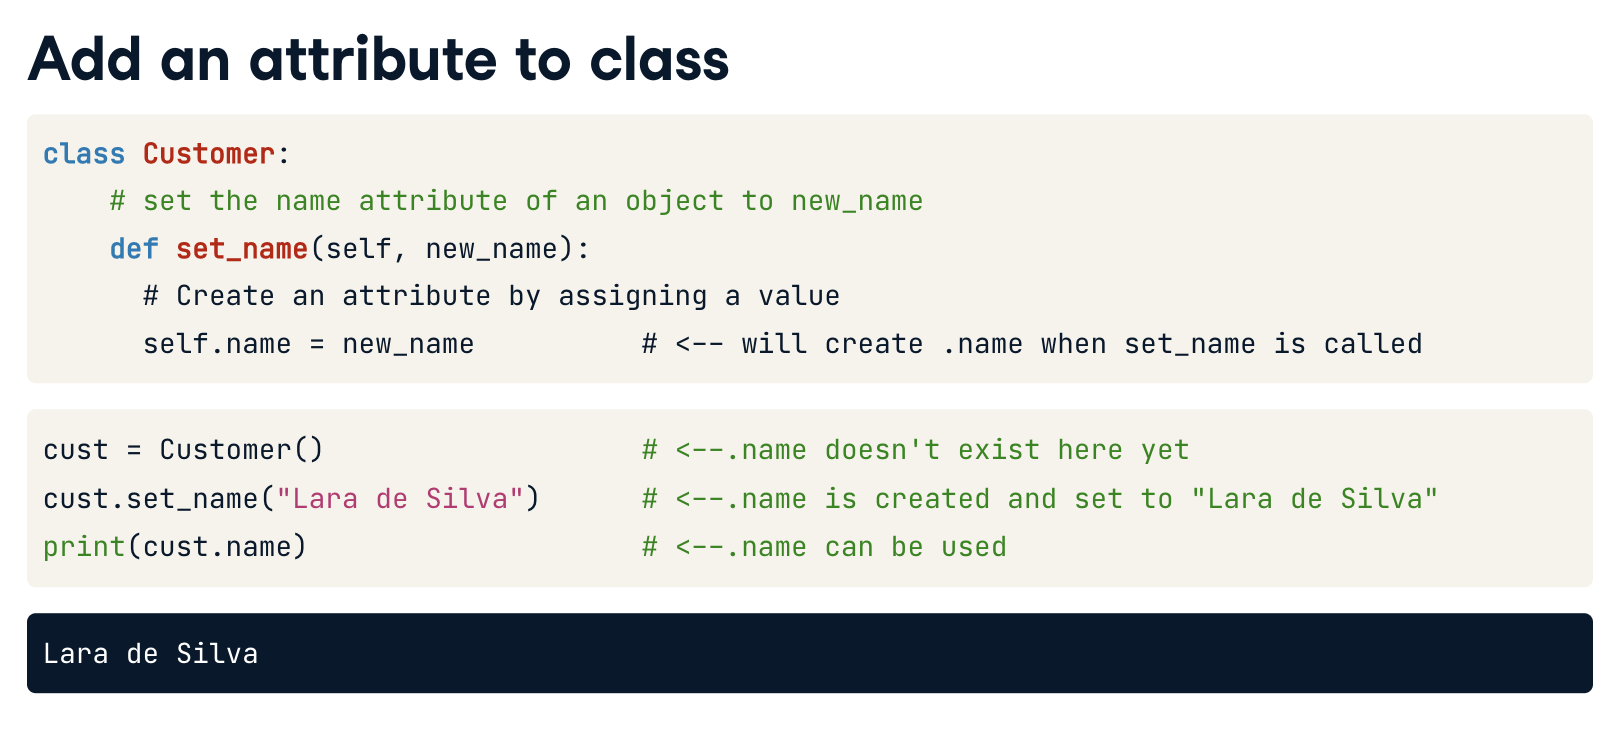 Add an attribute to class
class Customer:
    # set the name attribute of an object to new_name
    def set_name(self, new_name):
      # Create an attribute by assigning a value
      self.name = new_name          # <-- will create .name when set_name is called
cust = Customer()                   # <--.name doesn't exist here yet
cust.set_name("Lara de Silva")      # <--.name is created and set to "Lara de Silva"
print(cust.name)                    # <--.name can be used
Lara de Silva